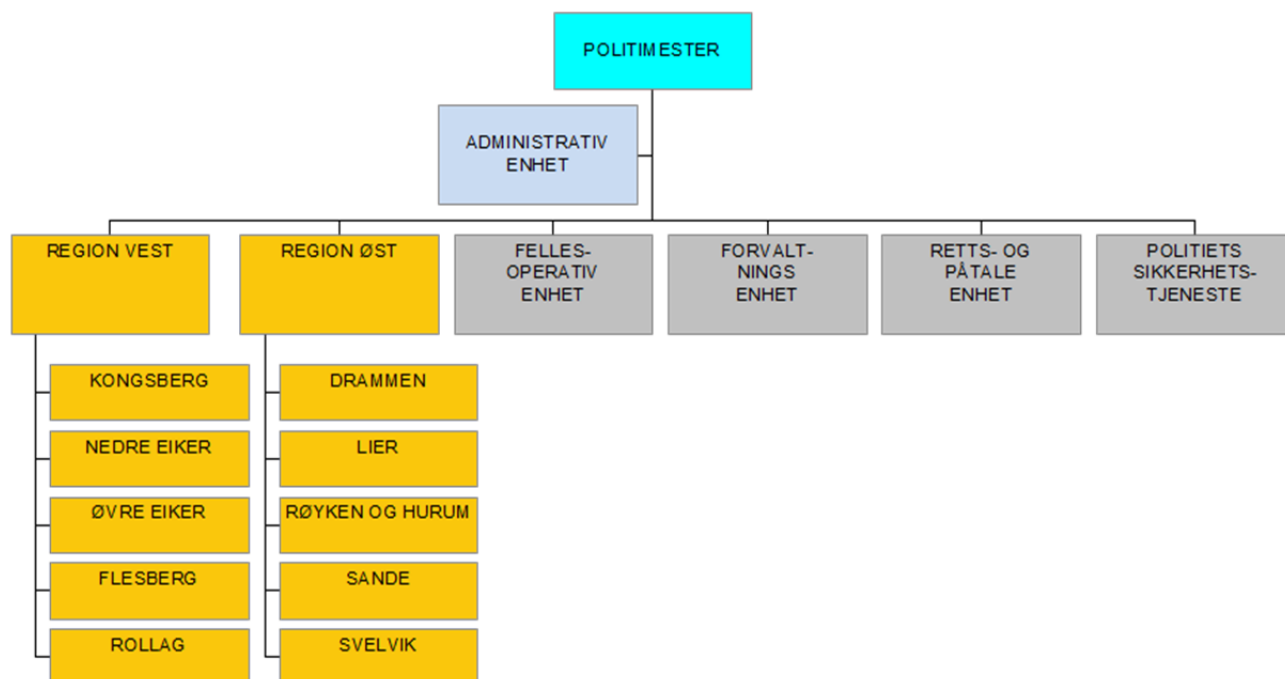 POLITIMESTER
ADMINISTRATIV
ENHET
REGION VEST
REGION ØST
FELLES-
OPERATIV
ENHET
FORVALT-
NINGS
ENHET
RETTS- OG
PÅTALE
ENHET
POLITIETS
SIKKERHETS-
TJENESTE
KONGSBERG
NEDRE EIKER
ØVRE EIKER
FLESBERG
ROLLAG
DRAMMEN
LIER
RØYKEN OG HURUM
SANDE
SVELVIK